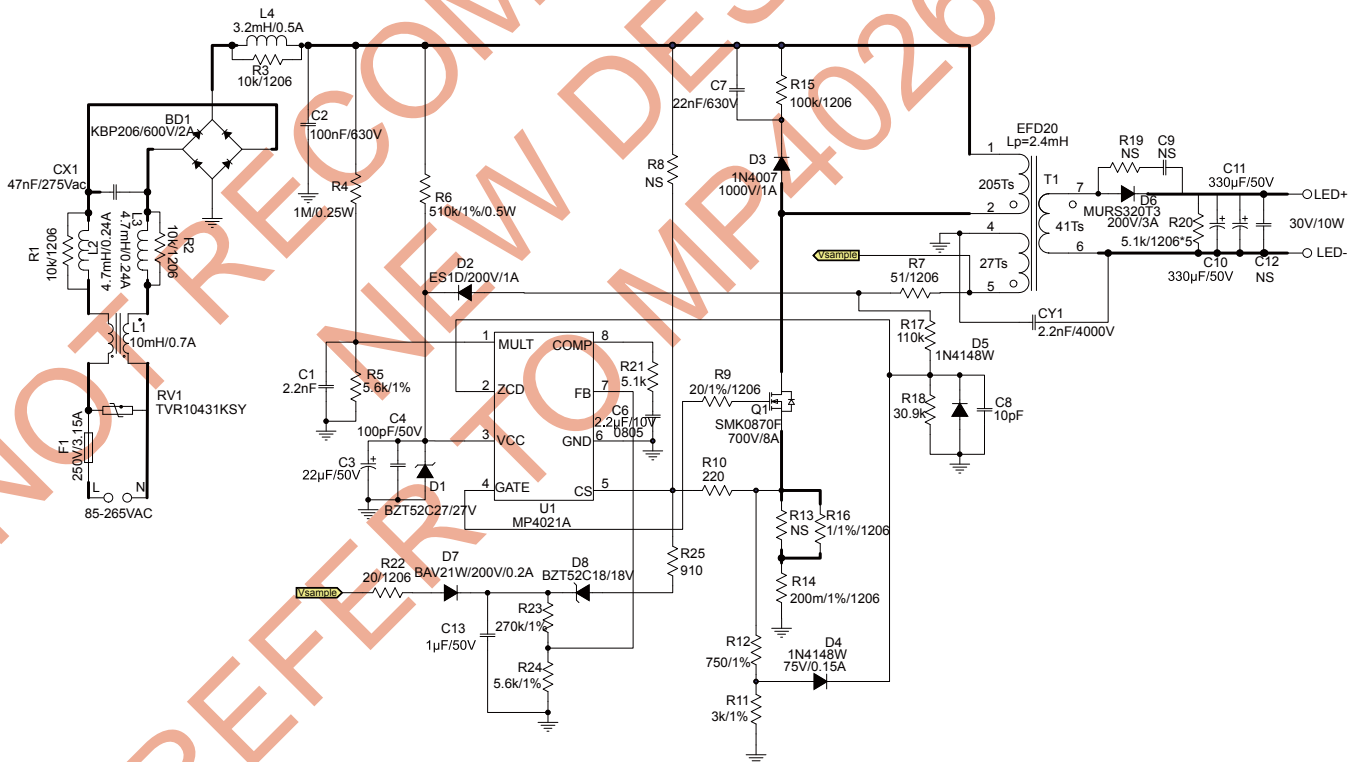 NOT RECOM
NEW DES
REFER TO MP4026
L4
3.2mH/0.5A
R3
10k/1206
BD1
KBP206/600V/2A
CX1
47nF/275Vac
R1
10k/1206
L2
4.7mH/0.24A
L3
4.7mH/0.24A
R2
10k/1206
L1
10mH/0.7A
RV1
TVR10431KSY
F1
250V/3.15A
L
N
85-265VAC
C2
100nF/630V
R4
1M/0.25W
R6
510k/1%/0.5W
R8
NS
C7
22nF/630V
R15
100k/1206
D3
1N4007
1000V/1A
EFD20
Lp=2.4mH
1
205Ts
2
4
27Ts
5
T1
7
41Ts
6
R19
NS
C9
NS
D6
MURS320T3
200V/3A
C11
330µF/50V
R20
5.1k/1206*5
C10
330µF/50V
C12
NS
LED+
30V/10W
LED-
CY1
2.2nF/4000V
Vsample
R7
51/1206
D2
ES1D/200V/1A
R17
110k
D5
1N4148W
R18
30.9k
C8
10pF
C1
2.2nF
R5
5.6k/1%
C4
100pF/50V
C3
22µF/50V
D1
BZT52C27/27V
1
MULT
2
ZCD
3
VCC
4
GATE
COMP
8
FB
7
GND
6
CS
5
U1
MP4021A
R21
5.1k
C6
2.2µF/10V
0805
R9
20/1%/1206
Q1
SMK0870F
700V/8A
R10
220
R13
NS
R16
1/1%/1206
R14
200m/1%/1206
R25
910
Vsample
R22
20/1206
D7
BAV21W/200V/0.2A
D8
BZT52C18/18V
C13
1µF/50V
R23
270k/1%
R24
5.6k/1%
R12
750/1%
D4
1N4148W
75V/0.15A
R11
3k/1%